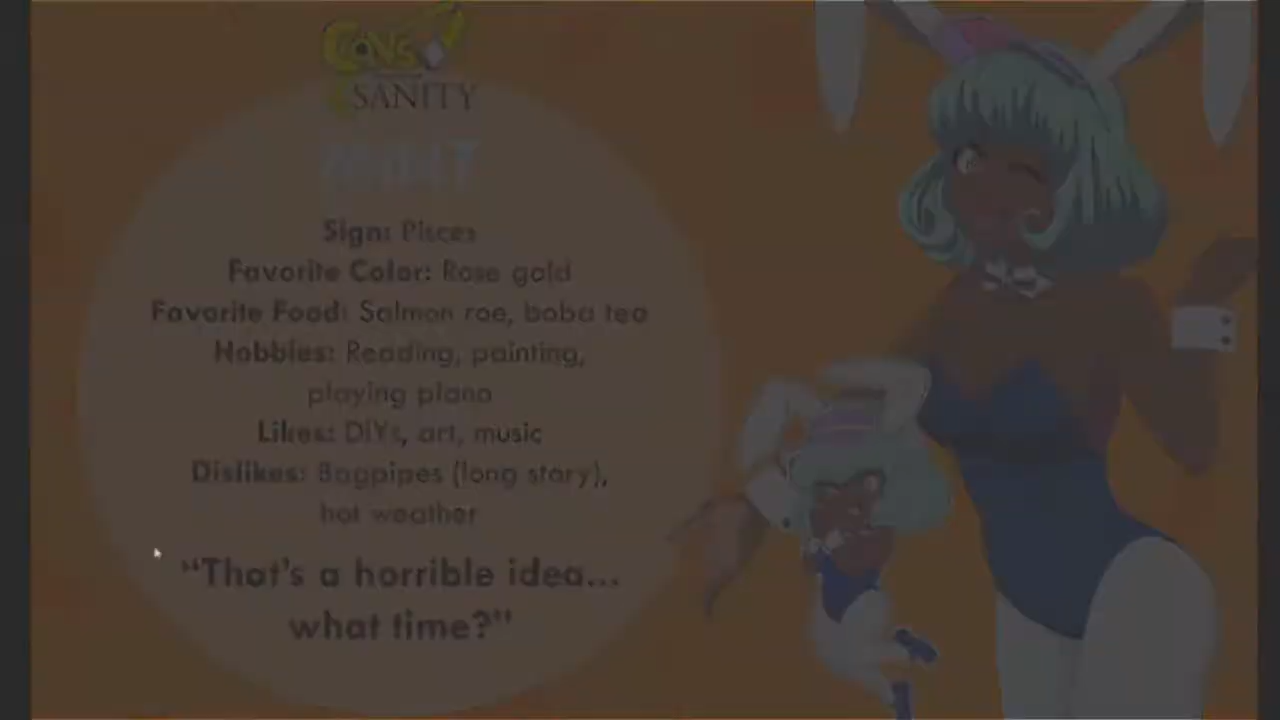 CONS
SANITY
Sign: Pisces
Favorite Color: Rose gold
Favorite Food: Salmon roe, boba tea
Hobbies: Reading, painting,
playing piano
Likes: DIYs, art, music
Dislikes: Bagpipes (long story),
hot weather
“That's a horrible idea...
what time?”